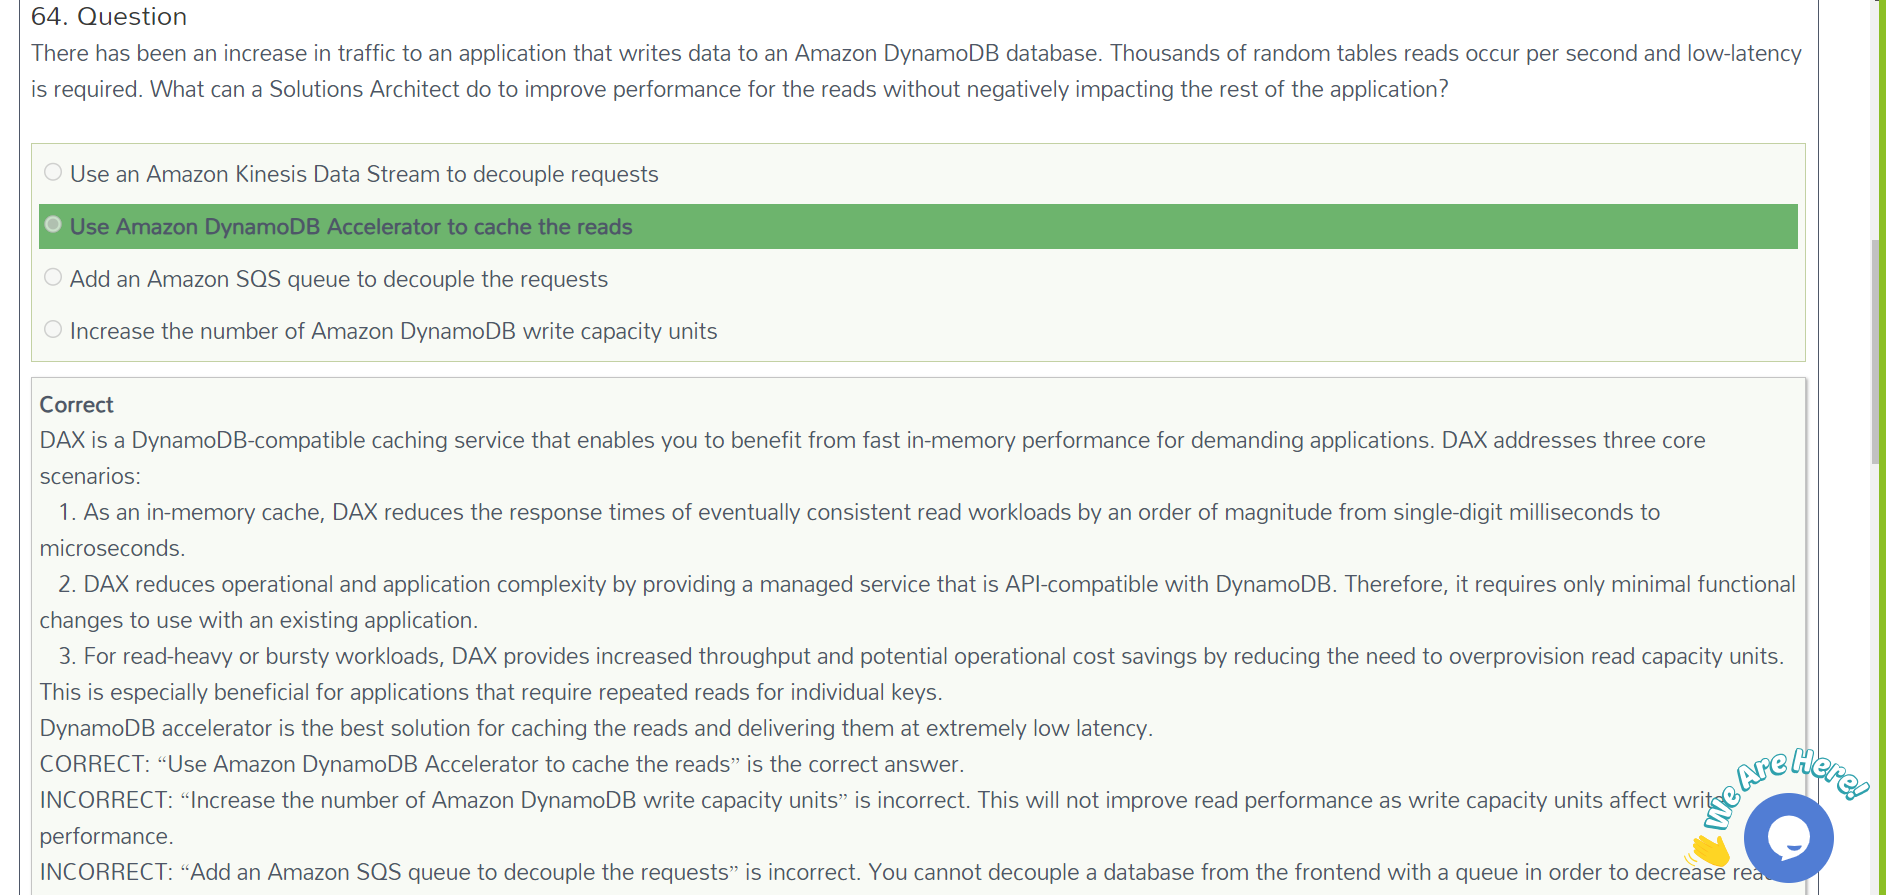 64. Question
There has been an increase in traffic to an application that writes data to an Amazon DynamoDB database. Thousands of random tables reads occur per second and low-latency
is required. What can a Solutions Architect do to improve performance for the reads without negatively impacting the rest of the application?
Use an Amazon Kinesis Data Stream to decouple requests
Use Amazon DynamoDB Accelerator to cache the reads
Add an Amazon SQS queue to decouple the requests
Increase the number of Amazon DynamoDB write capacity units
Correct
DAX is a DynamoDB-compatible caching service that enables you to benefit from fast in-memory performance for demanding applications. DAX addresses three core
scenarios:
1. As an in-memory cache, DAX reduces the response times of eventually consistent read workloads by an order of magnitude from single-digit milliseconds to
microseconds.
2. DAX reduces operational and application complexity by providing a managed service that is API-compatible with DynamoDB. Therefore, it requires only minimal functional
changes to use with an existing application.
3. For read-heavy or bursty workloads, DAX provides increased throughput and potential operational cost savings by reducing the need to overprovision read capacity units.
This is especially beneficial for applications that require repeated reads for individual keys.
DynamoDB accelerator is the best solution for caching the reads and delivering them at extremely low latency.
CORRECT: “Use Amazon DynamoDB Accelerator to cache the reads” is the correct answer.
INCORRECT: “Increase the number of Amazon DynamoDB write capacity units” is incorrect. This will not improve read performance as write capacity units affect write
performance.
INCORRECT: “Add an Amazon SQS queue to decouple the requests” is incorrect. You cannot decouple a database from the frontend with a queue in order to decrease
We Are Here!